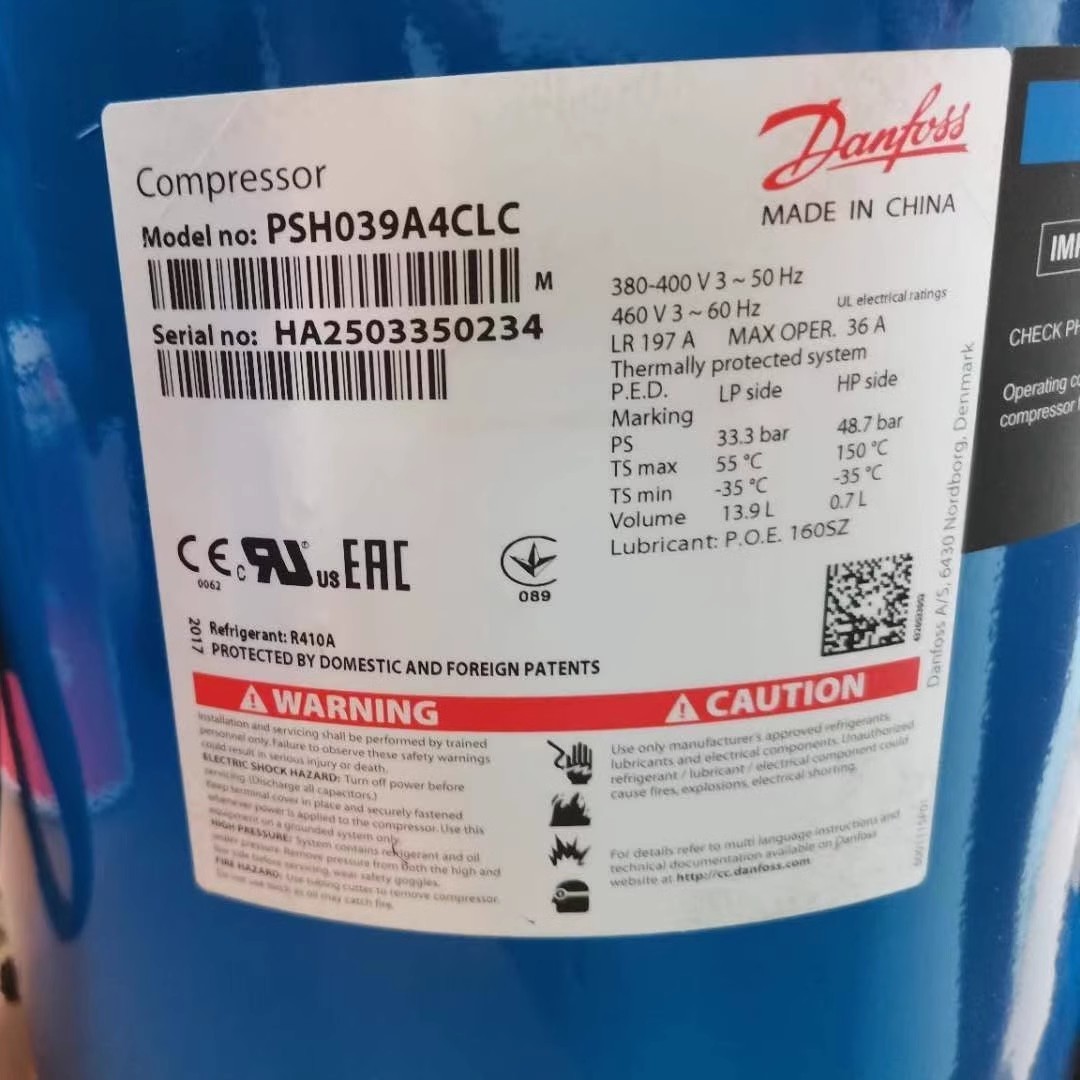 Danfoss
MADE IN CHINA
Compressor
Model no: PSH039A4CLC
M
Serial no: HA2503350234
380-400 V 3 ~ 50 Hz
460 V 3 ~ 60 Hz UL electrical ratings
LR 197 A MAX OPER. 36 A
Thermally protected system
P.E.D. LP side HP side
Marking
PS 33.3 bar 48.7 bar
TS max 55 °C 150 °C
TS min -35 °C -35 °C
Volume 13.9 L 0.7 L
Lubricant: P.O.E. 160SZ
CE
0062
c RU us
EAC
089
Refrigerant: R410A
2017
PROTECTED BY DOMESTIC AND FOREIGN PATENTS
Danfoss A/S, 6430 Nordborg, Denmark
WARNING
Installation and servicing shall be performed by trained
personnel only. Failure to observe these safety warnings
could result in serious injury or death.
ELECTRIC SHOCK HAZARD: Turn off power before
servicing (Discharge all capacitors.)
Keep terminal cover in place and securely fastened
whenever power is applied to the compressor. Use this
equipment on a grounded system only.
HIGH PRESSURE: System contains refrigerant and oil
under pressure. Remove pressure from both the high and
low side before servicing, wear safety goggles.
FIRE HAZARD: Use tubing cutter to remove compressor.
Do not use torch as oil may catch fire.
CAUTION
Use only manufacturer's approved refrigerants,
lubricants and electrical components. Unauthorized
refrigerant / lubricant / electrical component could
cause fires, explosions, electrical shorting.
For details refer to multi language instructions and
technical documentation available on Danfoss
website at http://cc.danfoss.com
CHECK
Operating
compressor